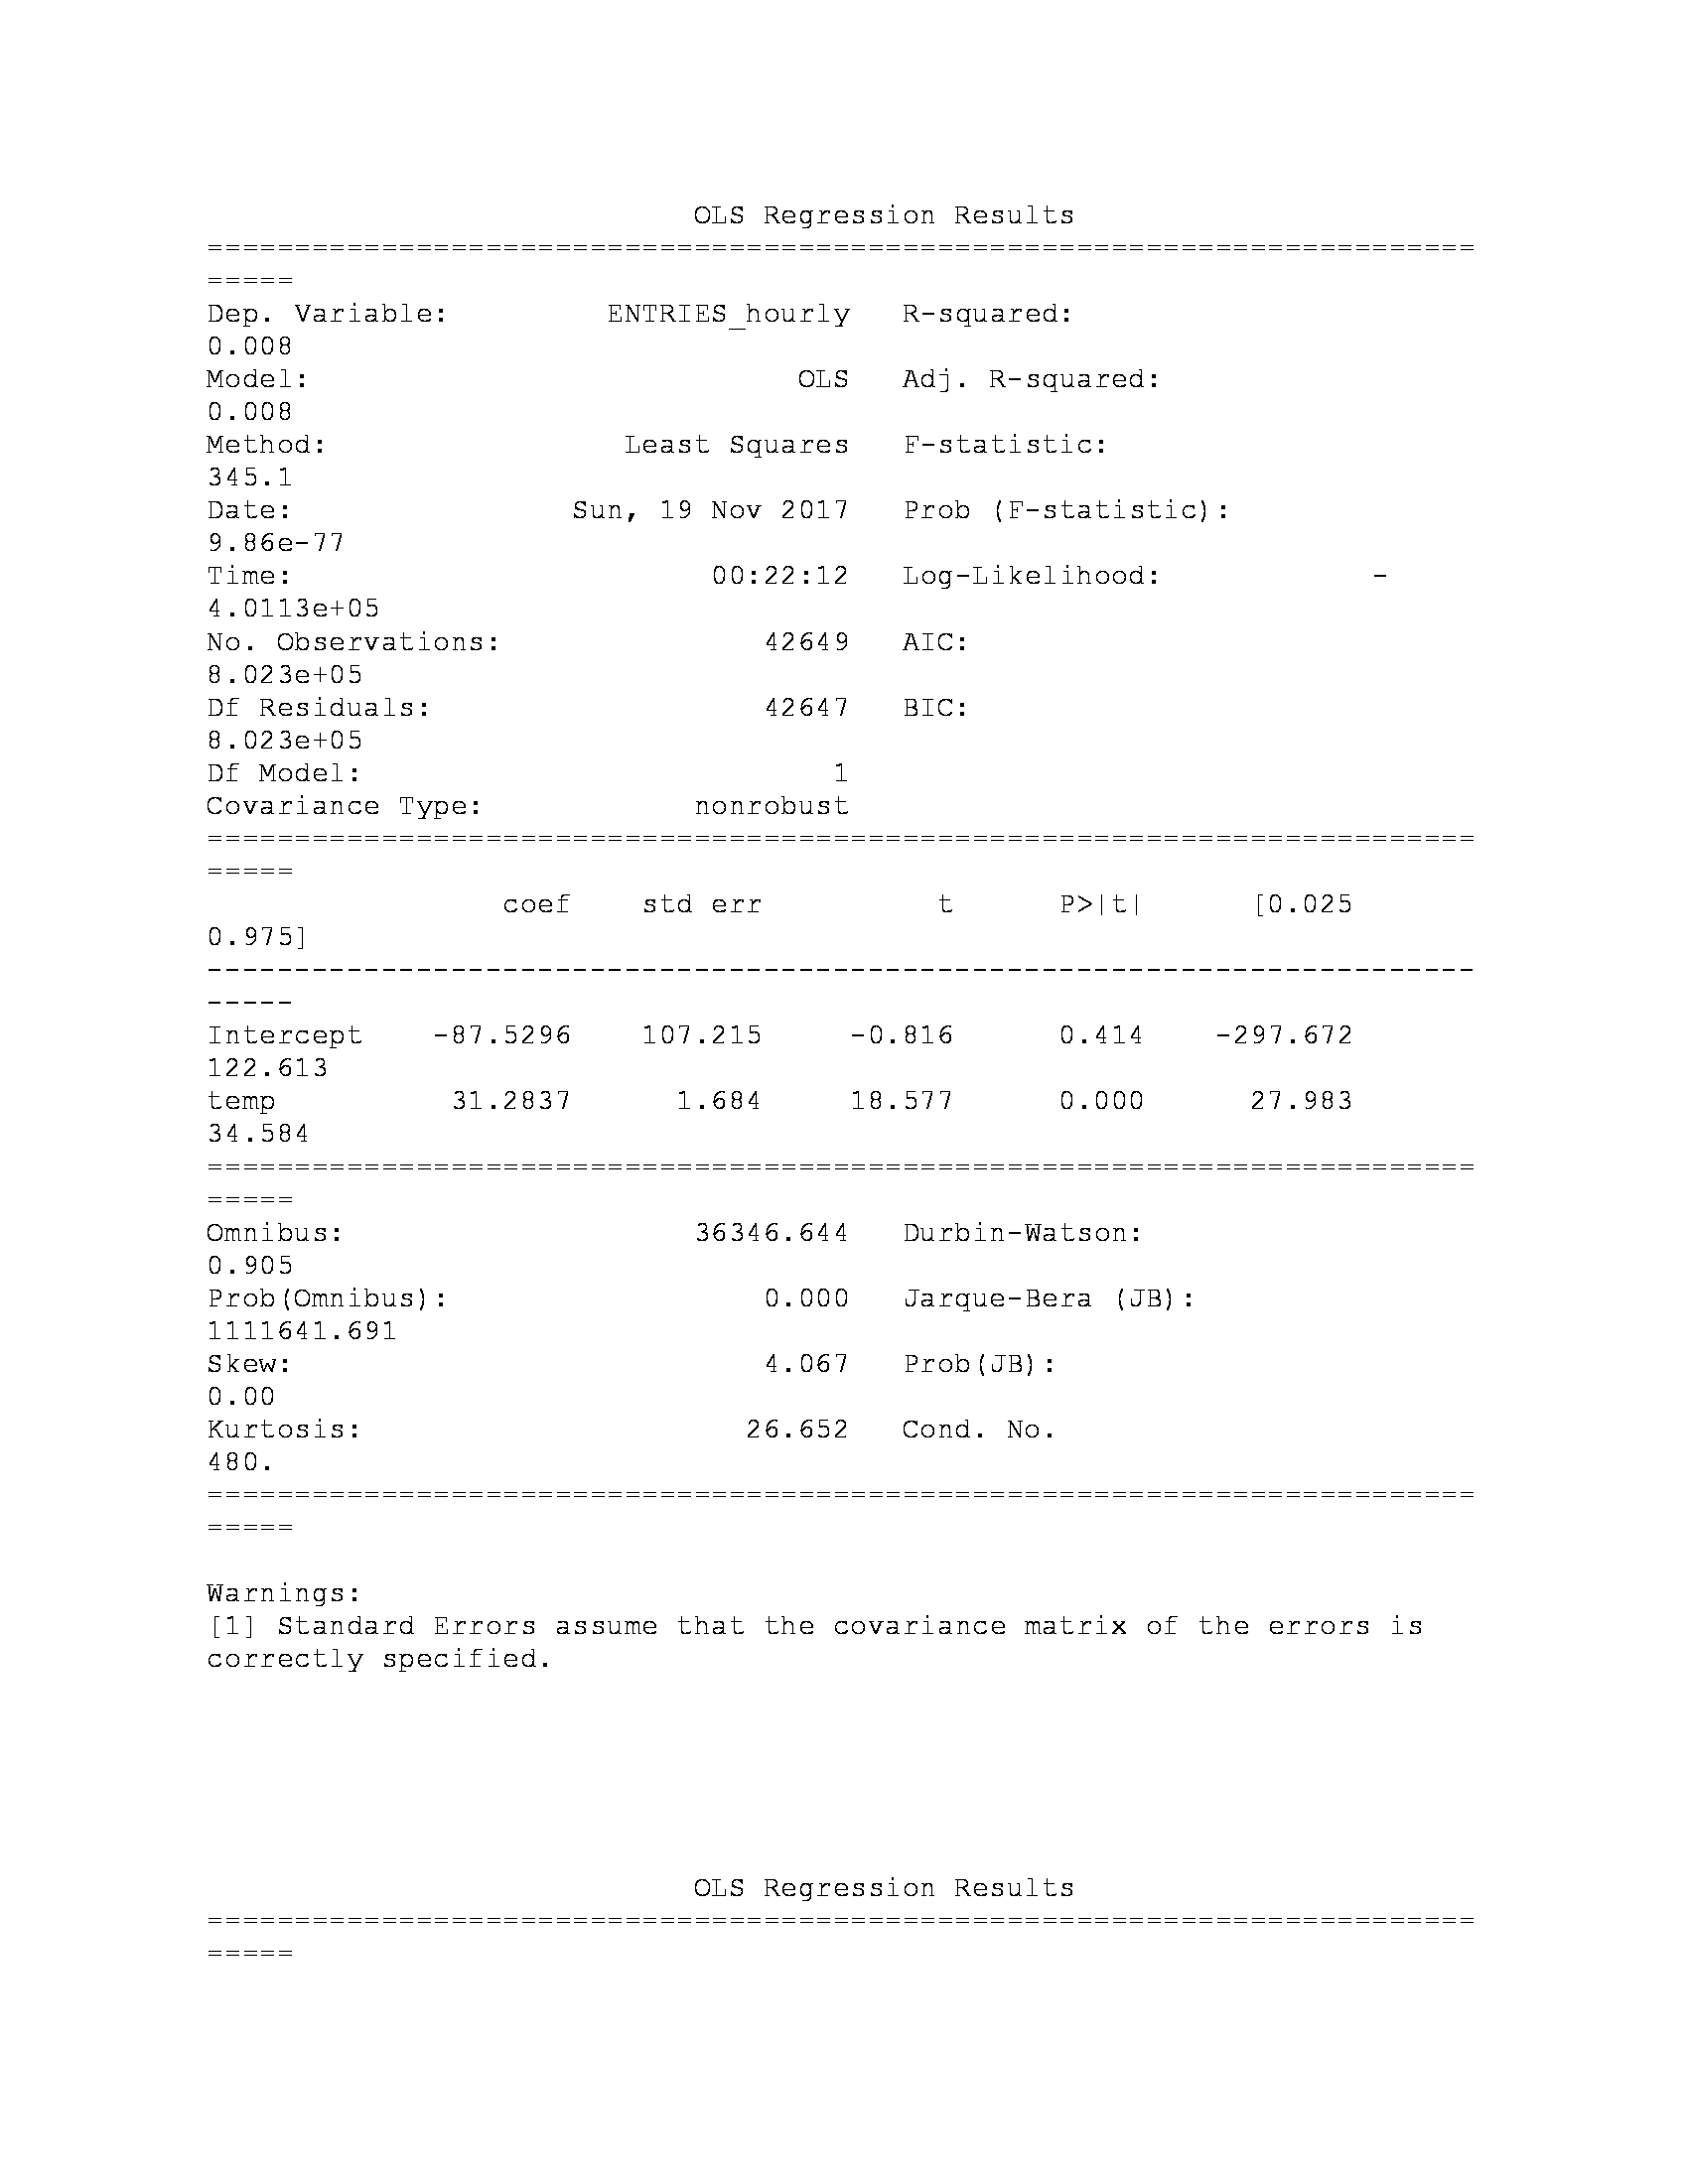 OLS Regression Results
=========================================================================
=====
Dep. Variable: ENTRIES_hourly R-squared:
0.008
Model: OLS Adj. R-squared:
0.008
Method: Least Squares F-statistic:
345.1
Date: Sun, 19 Nov 2017 Prob (F-statistic):
9.86e-77
Time: 00:22:12 Log-Likelihood: -
4.0113e+05
No. Observations: 42649 AIC:
8.023e+05
Df Residuals: 42647 BIC:
8.023e+05
Df Model: 1
Covariance Type: nonrobust
=========================================================================
=====
coef std err t P>|t| [0.025
0.975]
-------------------------------------------------------------------------
-----
Intercept -87.5296 107.215 -0.816 0.414 -297.672
122.613
temp 31.2837 1.684 18.577 0.000 27.983
34.584
=========================================================================
=====
Omnibus: 36346.644 Durbin-Watson:
0.905
Prob(Omnibus): 0.000 Jarque-Bera (JB):
1111641.691
Skew: 4.067 Prob(JB):
0.00
Kurtosis: 26.652 Cond. No.
480.
=========================================================================
=====
Warnings:
[1] Standard Errors assume that the covariance matrix of the errors is
correctly specified.
OLS Regression Results
=========================================================================
=====